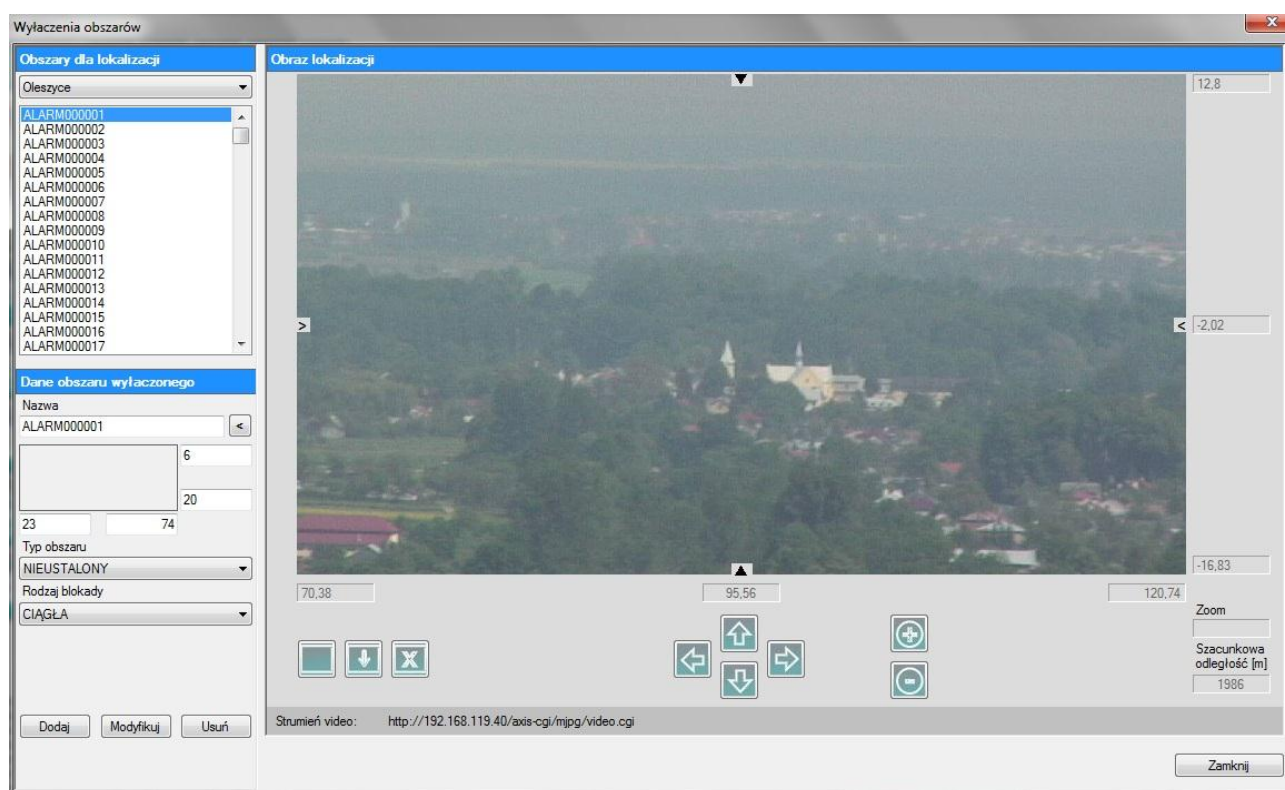 Wyłaczenia obszarów
Obszary dla lokalizacji
Oleszyce
ALARM000001
ALARM000002
ALARM000003
ALARM000004
ALARM000005
ALARM000006
ALARM000007
ALARM000008
ALARM000009
ALARM000010
ALARM000011
ALARM000012
ALARM000013
ALARM000014
ALARM000015
ALARM000016
ALARM000017
Dane obszaru wyłaczonego
Nazwa
ALARM000001 <
6
20
23 74
Typ obszaru
NIEUSTALONY
Rodzaj blokady
CIĄGŁA
Dodaj Modyfikuj Usuń
Obraz lokalizacji
12,8
-2,02
-16,83
70,38 95,56 120,74
Zoom
Szacunkowa
odległość [m]
1986
Strumień video: http://192.168.119.40/axis-cgi/mjpg/video.cgi
Zamknij